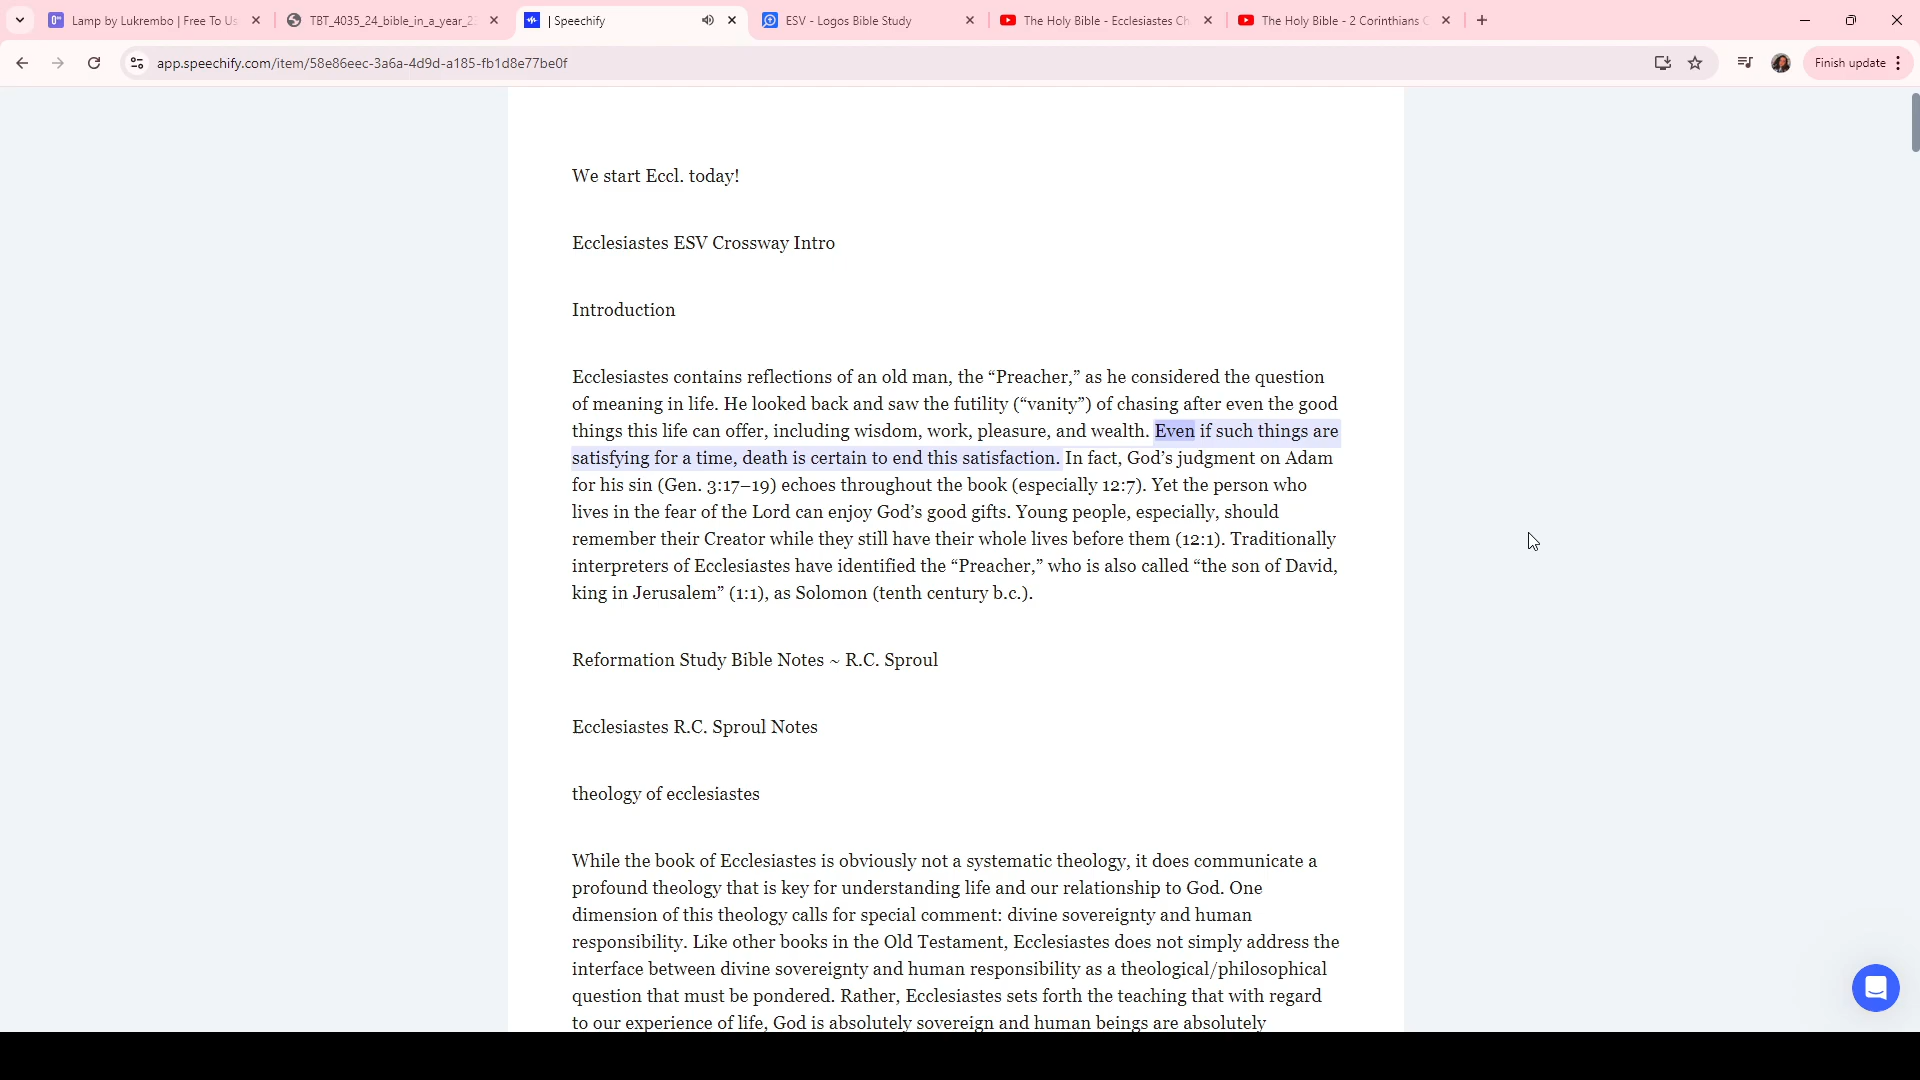 Lamp by Lukrembo | Free To Us
TBT_4035_24_bible_in_a_year_2
| Speechify
ESV - Logos Bible Study
The Holy Bible - Ecclesiastes Ch
The Holy Bible - 2 Corinthians C
app.speechify.com/item/58e86eec-3a6a-4d9d-a185-fb1d8e77be0f
Finish update
We start Eccl. today!
Ecclesiastes ESV Crossway Intro
Introduction
Ecclesiastes contains reflections of an old man, the “Preacher,” as he considered the question
of meaning in life. He looked back and saw the futility (“vanity”) of chasing after even the good
things this life can offer, including wisdom, work, pleasure, and wealth. Even if such things are
satisfying for a time, death is certain to end this satisfaction. In fact, God’s judgment on Adam
for his sin (Gen. 3:17–19) echoes throughout the book (especially 12:7). Yet the person who
lives in the fear of the Lord can enjoy God’s good gifts. Young people, especially, should
remember their Creator while they still have their whole lives before them (12:1). Traditionally
interpreters of Ecclesiastes have identified the “Preacher,” who is also called “the son of David,
king in Jerusalem” (1:1), as Solomon (tenth century b.c.).
Reformation Study Bible Notes ~ R.C. Sproul
Ecclesiastes R.C. Sproul Notes
theology of ecclesiastes
While the book of Ecclesiastes is obviously not a systematic theology, it does communicate a
profound theology that is key for understanding life and our relationship to God. One
dimension of this theology calls for special comment: divine sovereignty and human
responsibility. Like other books in the Old Testament, Ecclesiastes does not simply address the
interface between divine sovereignty and human responsibility as a theological/philosophical
question that must be pondered. Rather, Ecclesiastes sets forth the teaching that with regard
to our experience of life, God is absolutely sovereign and human beings are absolutely